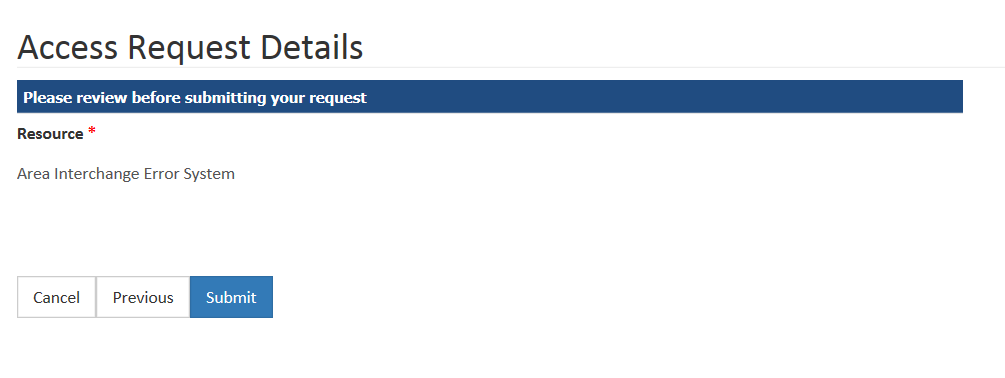 Access Request Details
Please review before submitting your request
Resource *
Area Interchange Error System
Cancel Previous Submit